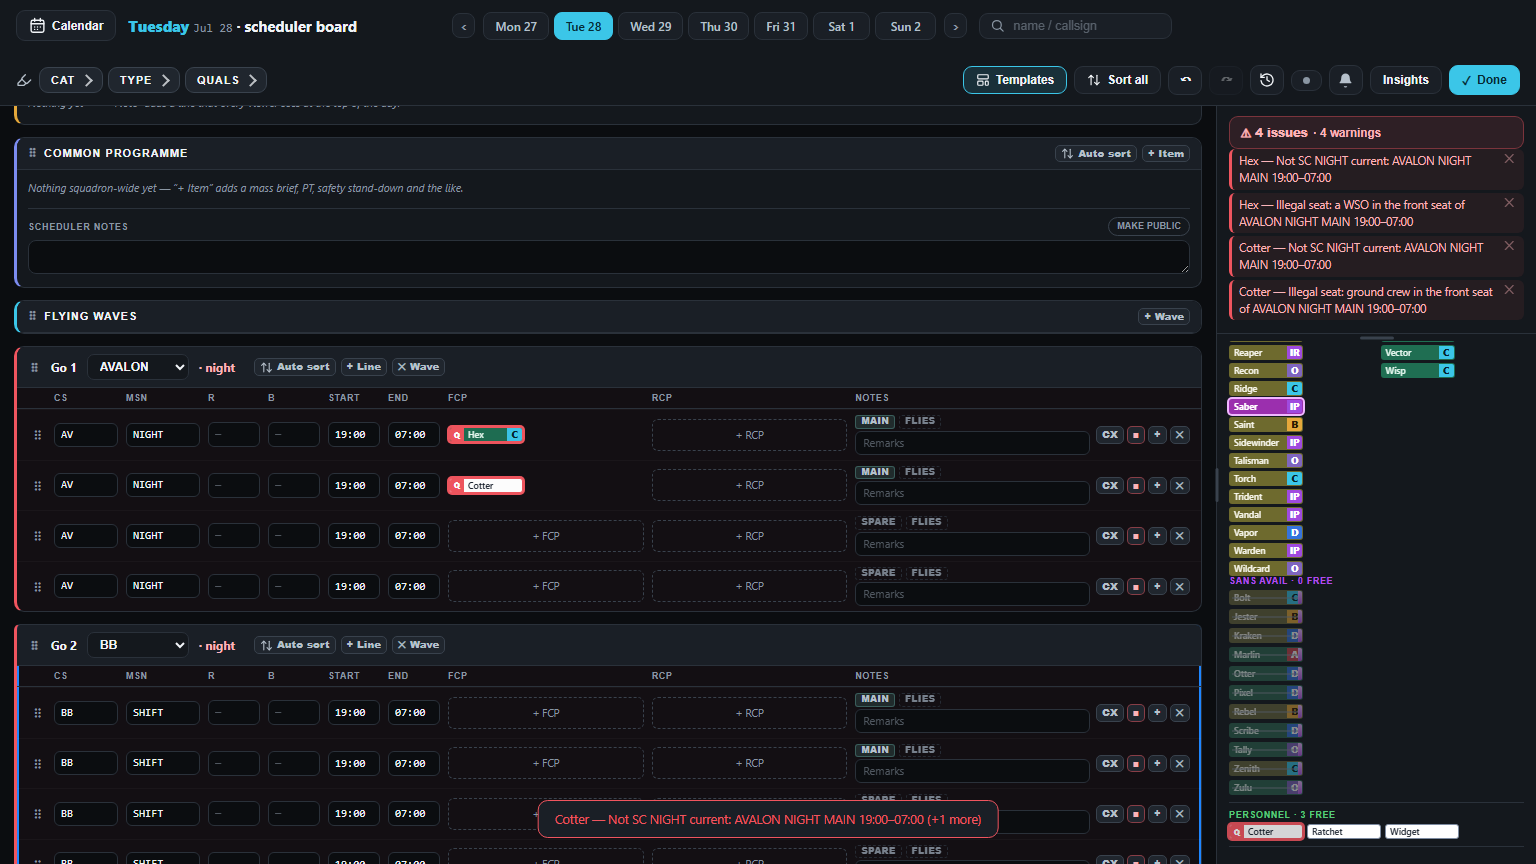 Calendar
Tuesday Jul 28 · scheduler board
‹ Mon 27 Tue 28 Wed 29 Thu 30 Fri 31 Sat 1 Sun 2 ›
name / callsign
CAT TYPE QUALS
Templates Sort all Insights ✓ Done
COMMON PROGRAMME
Auto sort + Item
Nothing squadron-wide yet — "+ Item" adds a mass brief, PT, safety stand-down and the like.
SCHEDULER NOTES MAKE PUBLIC
FLYING WAVES + Wave
Go 1 AVALON · night Auto sort + Line ✕ Wave
CS MSN R B START END FCP RCP NOTES
AV NIGHT – – 19:00 07:00 Q Hex C + RCP MAIN FLIES Remarks CX ■ + ✕
AV NIGHT – – 19:00 07:00 Q Cotter + RCP MAIN FLIES Remarks CX ■ + ✕
AV NIGHT – – 19:00 07:00 + FCP + RCP SPARE FLIES Remarks CX ■ + ✕
AV NIGHT – – 19:00 07:00 + FCP + RCP SPARE FLIES Remarks CX ■ + ✕
Go 2 BB · night Auto sort + Line ✕ Wave
CS MSN R B START END FCP RCP NOTES
BB SHIFT – – 19:00 07:00 + FCP + RCP MAIN FLIES Remarks CX ■ + ✕
BB SHIFT – – 19:00 07:00 + FCP + RCP MAIN FLIES Remarks CX ■ + ✕
BB SHIFT – – 19:00 07:00 SPARE FLIES CX ■ + ✕
Cotter — Not SC NIGHT current: AVALON NIGHT MAIN 19:00–07:00 (+1 more)
BB SHIFT 19:00 07:00 SPARE FLIES CX
⚠ 4 issues · 4 warnings
Hex — Not SC NIGHT current: AVALON NIGHT
MAIN 19:00–07:00
Hex — Illegal seat: a WSO in the front seat of
AVALON NIGHT MAIN 19:00–07:00
Cotter — Not SC NIGHT current: AVALON NIGHT
MAIN 19:00–07:00
Cotter — Illegal seat: ground crew in the front seat
of AVALON NIGHT MAIN 19:00–07:00
Reaper IR Vector C
Recon O Wisp C
Ridge C
Saber IP
Saint B
Sidewinder IP
Talisman O
Torch C
Trident IP
Vandal IP
Vapor D
Warden IP
Wildcard O
SANS AVAIL · 0 FREE
Bolt C
Jester B
Kraken D
Marlin A
Otter D
Pixel D
Rebel B
Scribe D
Tally O
Zenith C
Zulu O
PERSONNEL · 3 FREE
Q Cotter Ratchet Widget